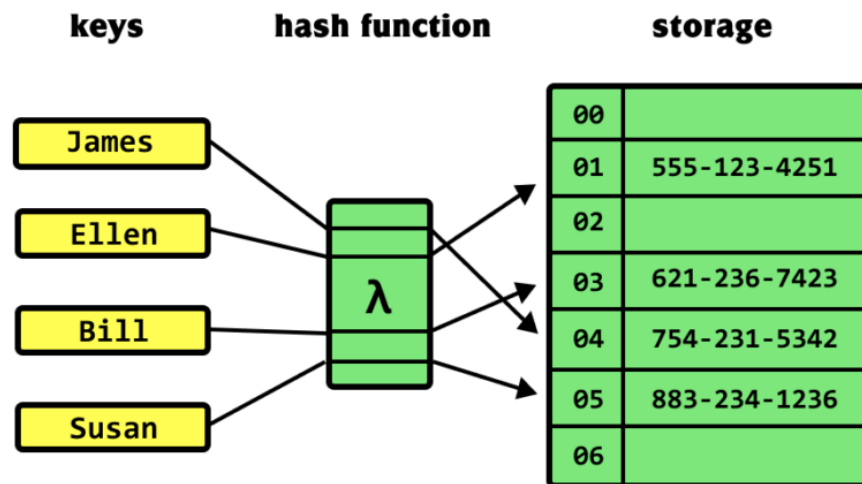 keys
hash function
storage
James
Ellen
Bill
Susan
λ
00
01 555-123-4251
02
03 621-236-7423
04 754-231-5342
05 883-234-1236
06